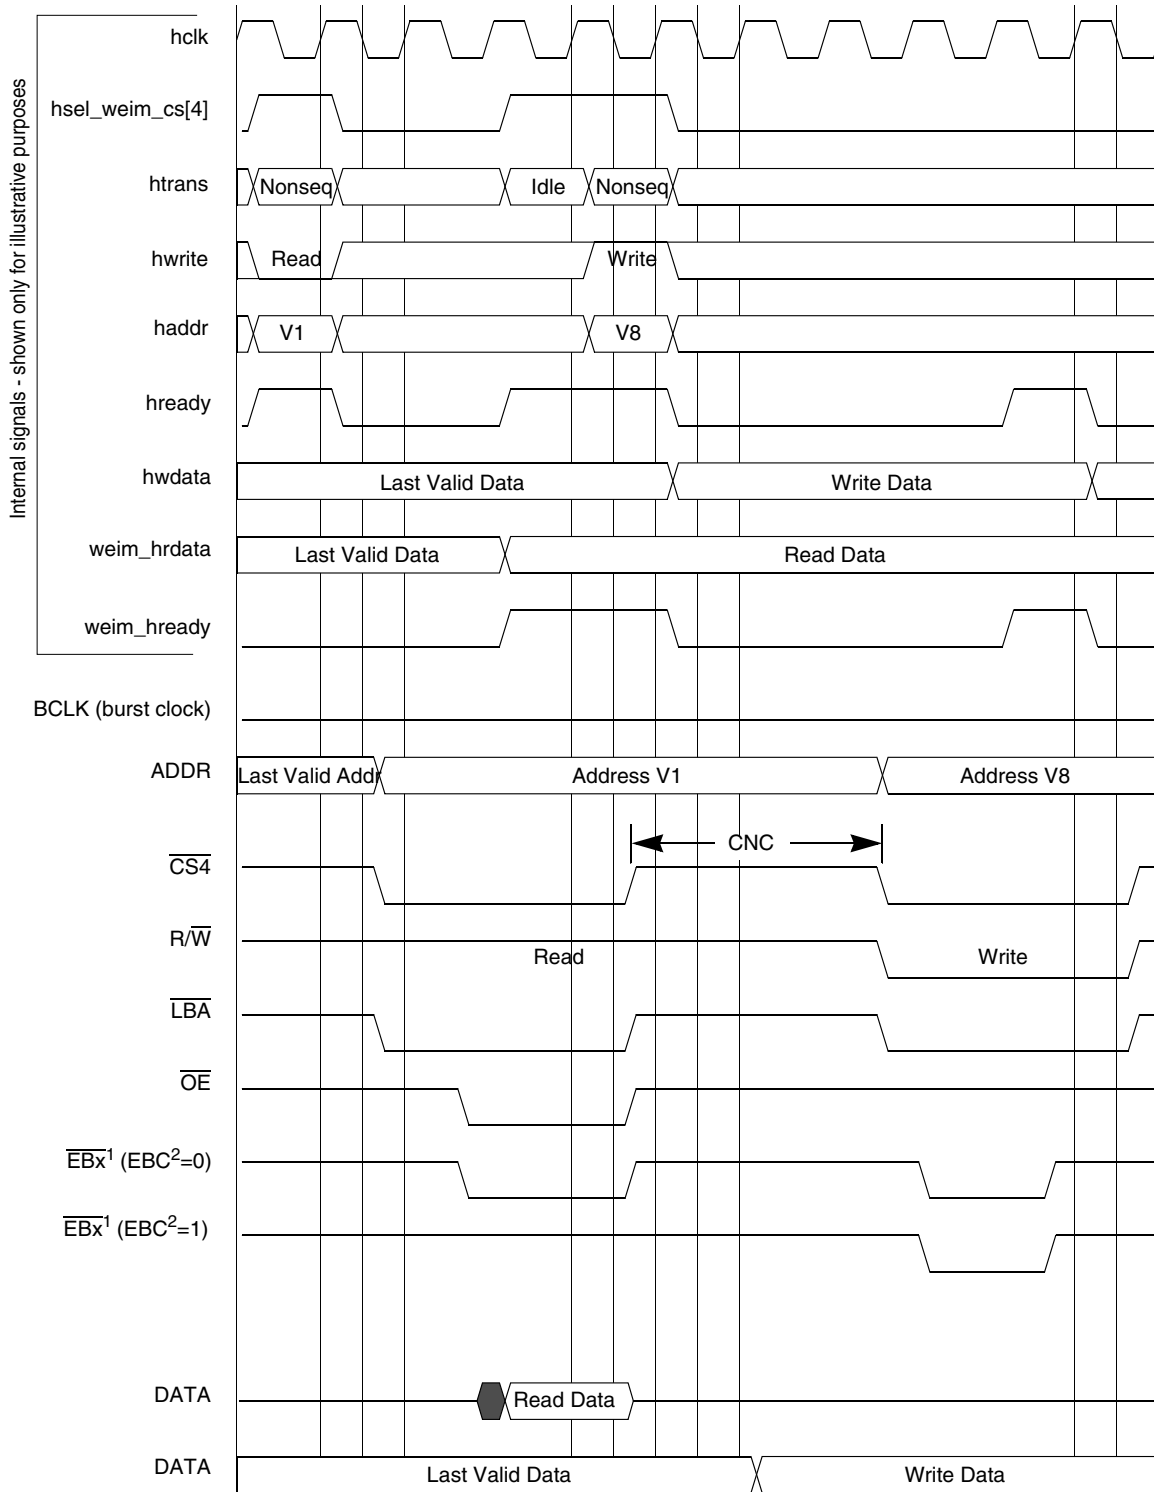 Internal signals - shown only for illustrative purposes
hclk
hsel_weim_cs[4]
htrans Nonseq Idle Nonseq
hwrite Read Write
haddr V1 V8
hready
hwdata Last Valid Data Write Data
weim_hrdata Last Valid Data Read Data
weim_hready
BCLK (burst clock)
ADDR Last Valid Addr Address V1 Address V8
CNC
CS4
R/W Read Write
LBA
OE
EBx¹ (EBC²=0)
EBx¹ (EBC²=1)
DATA Read Data
DATA Last Valid Data Write Data